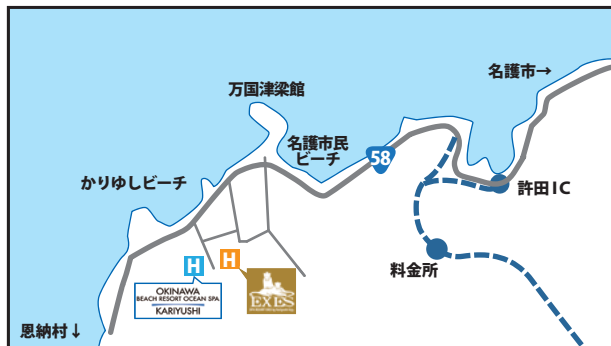 名護市→
万国津梁館
名護市民
ビーチ
58
かりゆしビーチ
許田IC
料金所
H
H
OKINAWA
BEACH RESORT OCEAN SPA
KARIYUSHI
EXES
恩納村↓